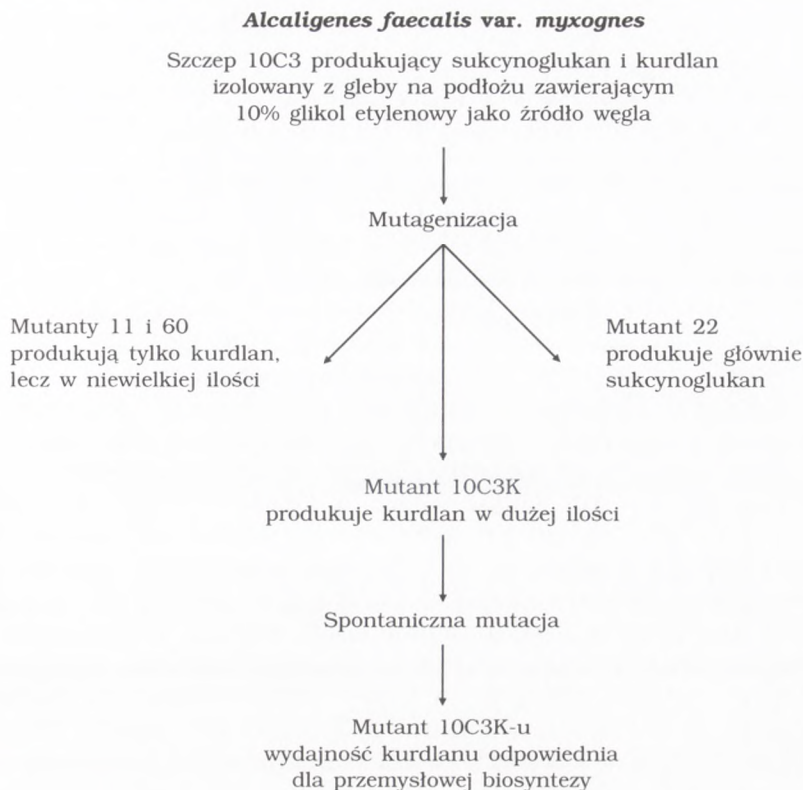 Alcaligenes faecalis var. myxognes
Szczep 10C3 produkujący sukcynoglukan i kurdlan
izolowany z gleby na podłożu zawierającym
10% glikol etylenowy jako źródło węgla
Mutagenizacja
Mutanty 11 i 60
produkują tylko kurdlan,
lecz w niewielkiej ilości
Mutant 22
produkuje głównie
sukcynoglukan
Mutant 10C3K
produkuje kurdlan w dużej ilości
Spontaniczna mutacja
Mutant 10C3K-u
wydajność kurdlanu odpowiednia
dla przemysłowej biosyntezy